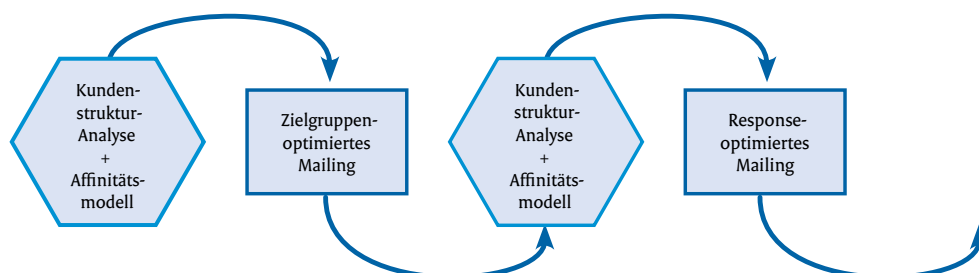 Kunden-
struktur-
Analyse
+
Affinitäts-
modell
Zielgruppen-
optimiertes
Mailing
Kunden-
struktur-
Analyse
+
Affinitäts-
modell
Response-
optimiertes
Mailing